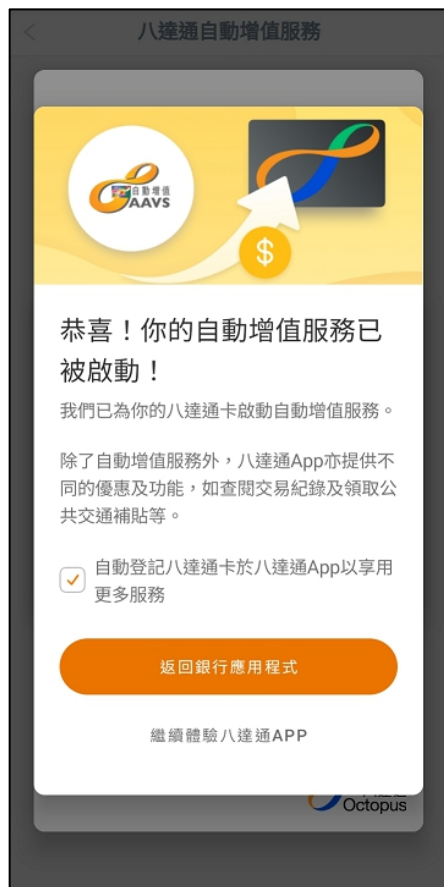 八達通自動增值服務
自動增值
AAVS
$
恭喜！你的自動增值服務已
被啟動！
我們已為你的八達通卡啟動自動增值服務。
除了自動增值服務外，八達通App亦提供不
同的優惠及功能，如查閱交易紀錄及領取公
共交通補貼等。
自動登記八達通卡於八達通App以享用
更多服務
返回銀行應用程式
繼續體驗八達通APP
Octopus